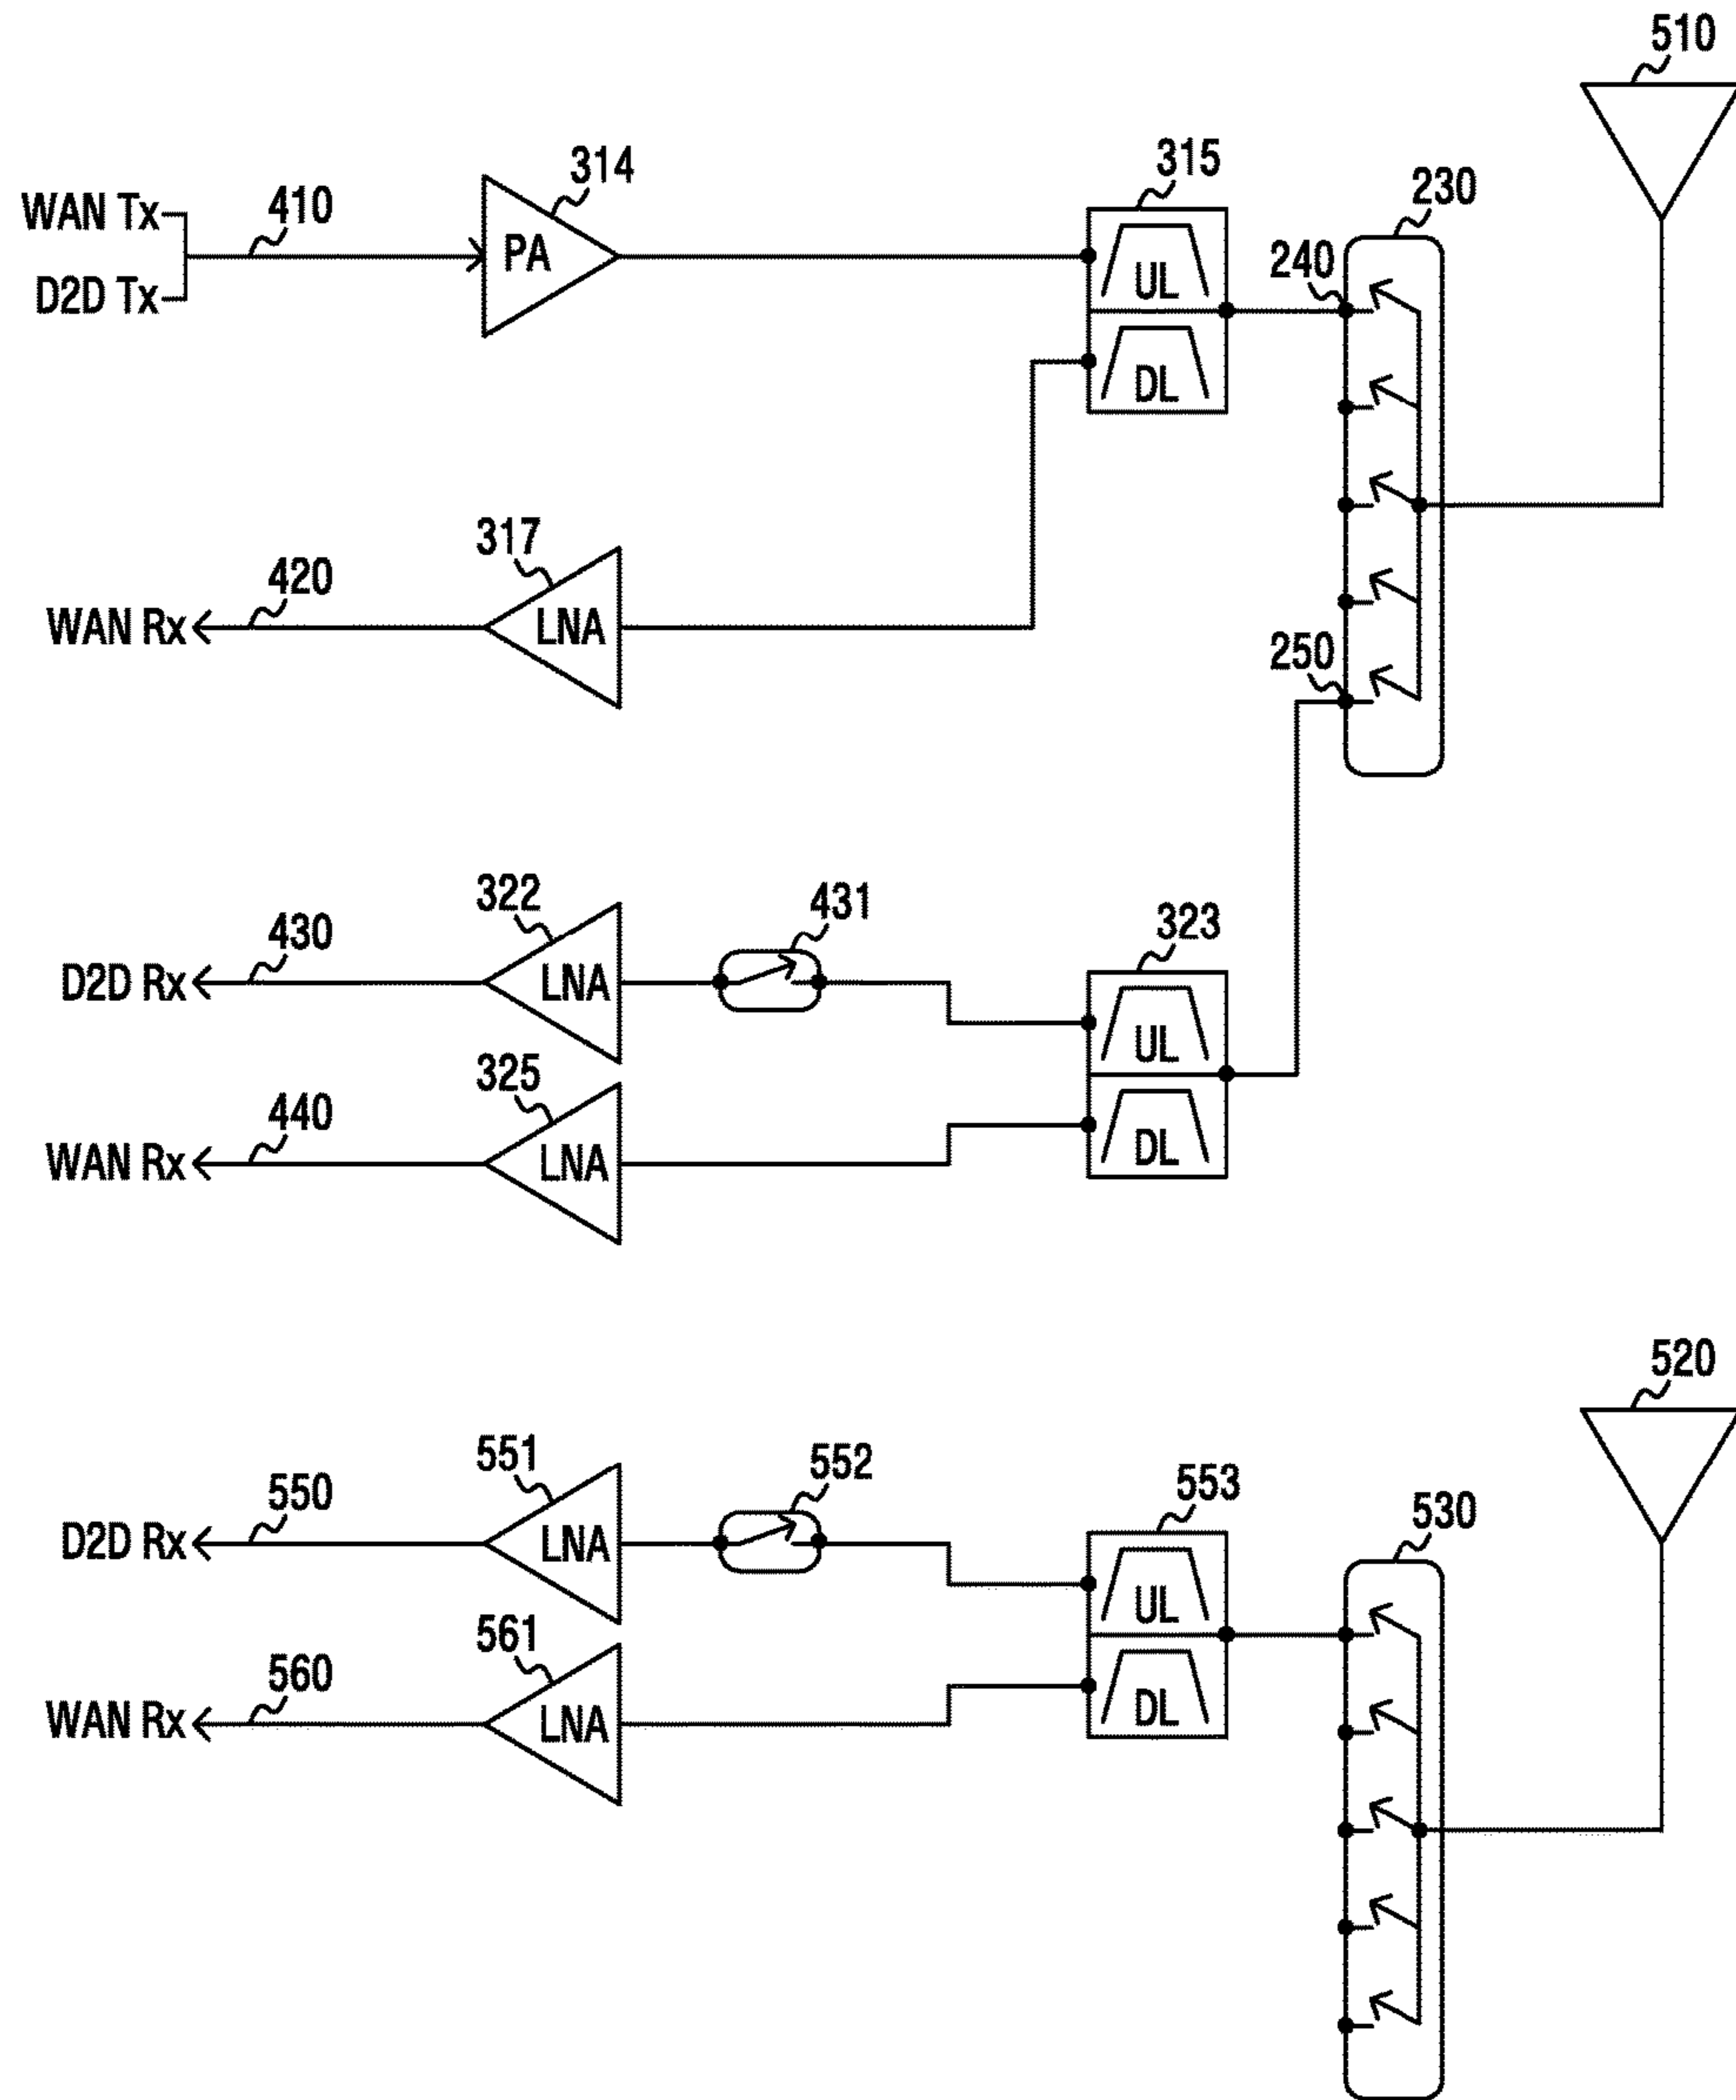 510
314
315
230
WAN Tx
410
PA
UL
240
D2D Tx
DL
317
420
WAN Rx
LNA
250
322
431
323
430
D2D Rx
LNA
UL
325
440
WAN Rx
LNA
DL
520
551
552
553
530
550
D2D Rx
LNA
UL
561
560
WAN Rx
LNA
DL